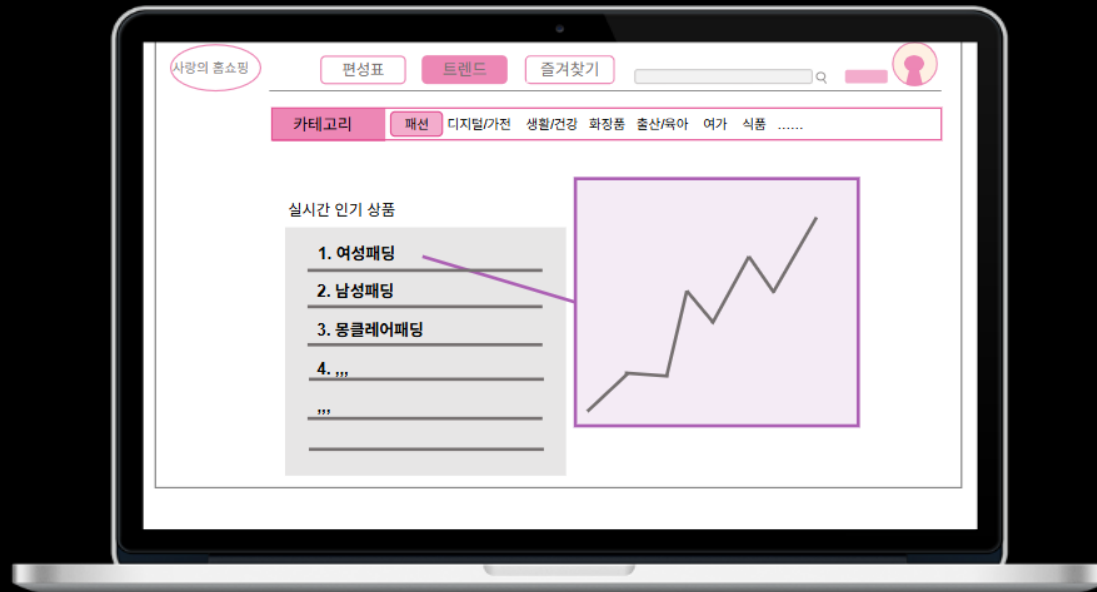 사랑의 홈쇼핑
편성표 트렌드 즐겨찾기
카테고리 패션 디지털/가전 생활/건강 화장품 출산/육아 여가 식품 ......
실시간 인기 상품
1. 여성패딩
2. 남성패딩
3. 몽클레어패딩
4. ,,,
,,,